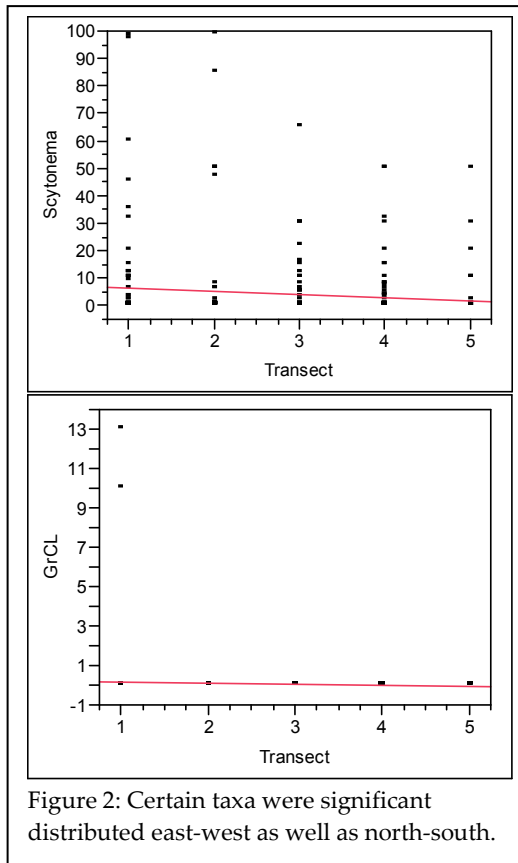 100
90
80
70
60
50
40
30
20
10
0
Scytonema
1 2 3 4 5
Transect
13
11
9
7
5
3
1
-1
GrCL
1 2 3 4 5
Transect
Figure 2: Certain taxa were significant
distributed east-west as well as north-south.